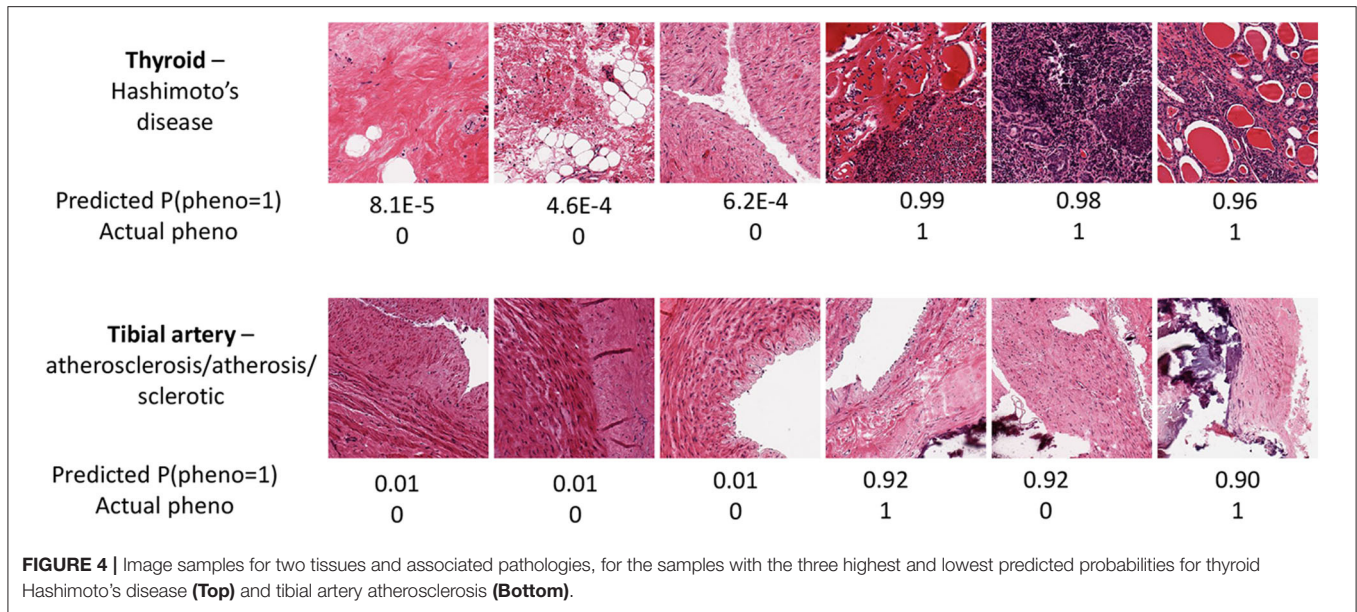 Thyroid –
Hashimoto's
disease
Predicted P(pheno=1) 8.1E-5 4.6E-4 6.2E-4 0.99 0.98 0.96
Actual pheno 0 0 0 1 1 1
Tibial artery –
atherosclerosis/atherosis/
sclerotic
Predicted P(pheno=1) 0.01 0.01 0.01 0.92 0.92 0.90
Actual pheno 0 0 0 1 0 1
FIGURE 4 | Image samples for two tissues and associated pathologies, for the samples with the three highest and lowest predicted probabilities for thyroid
Hashimoto's disease (Top) and tibial artery atherosclerosis (Bottom).